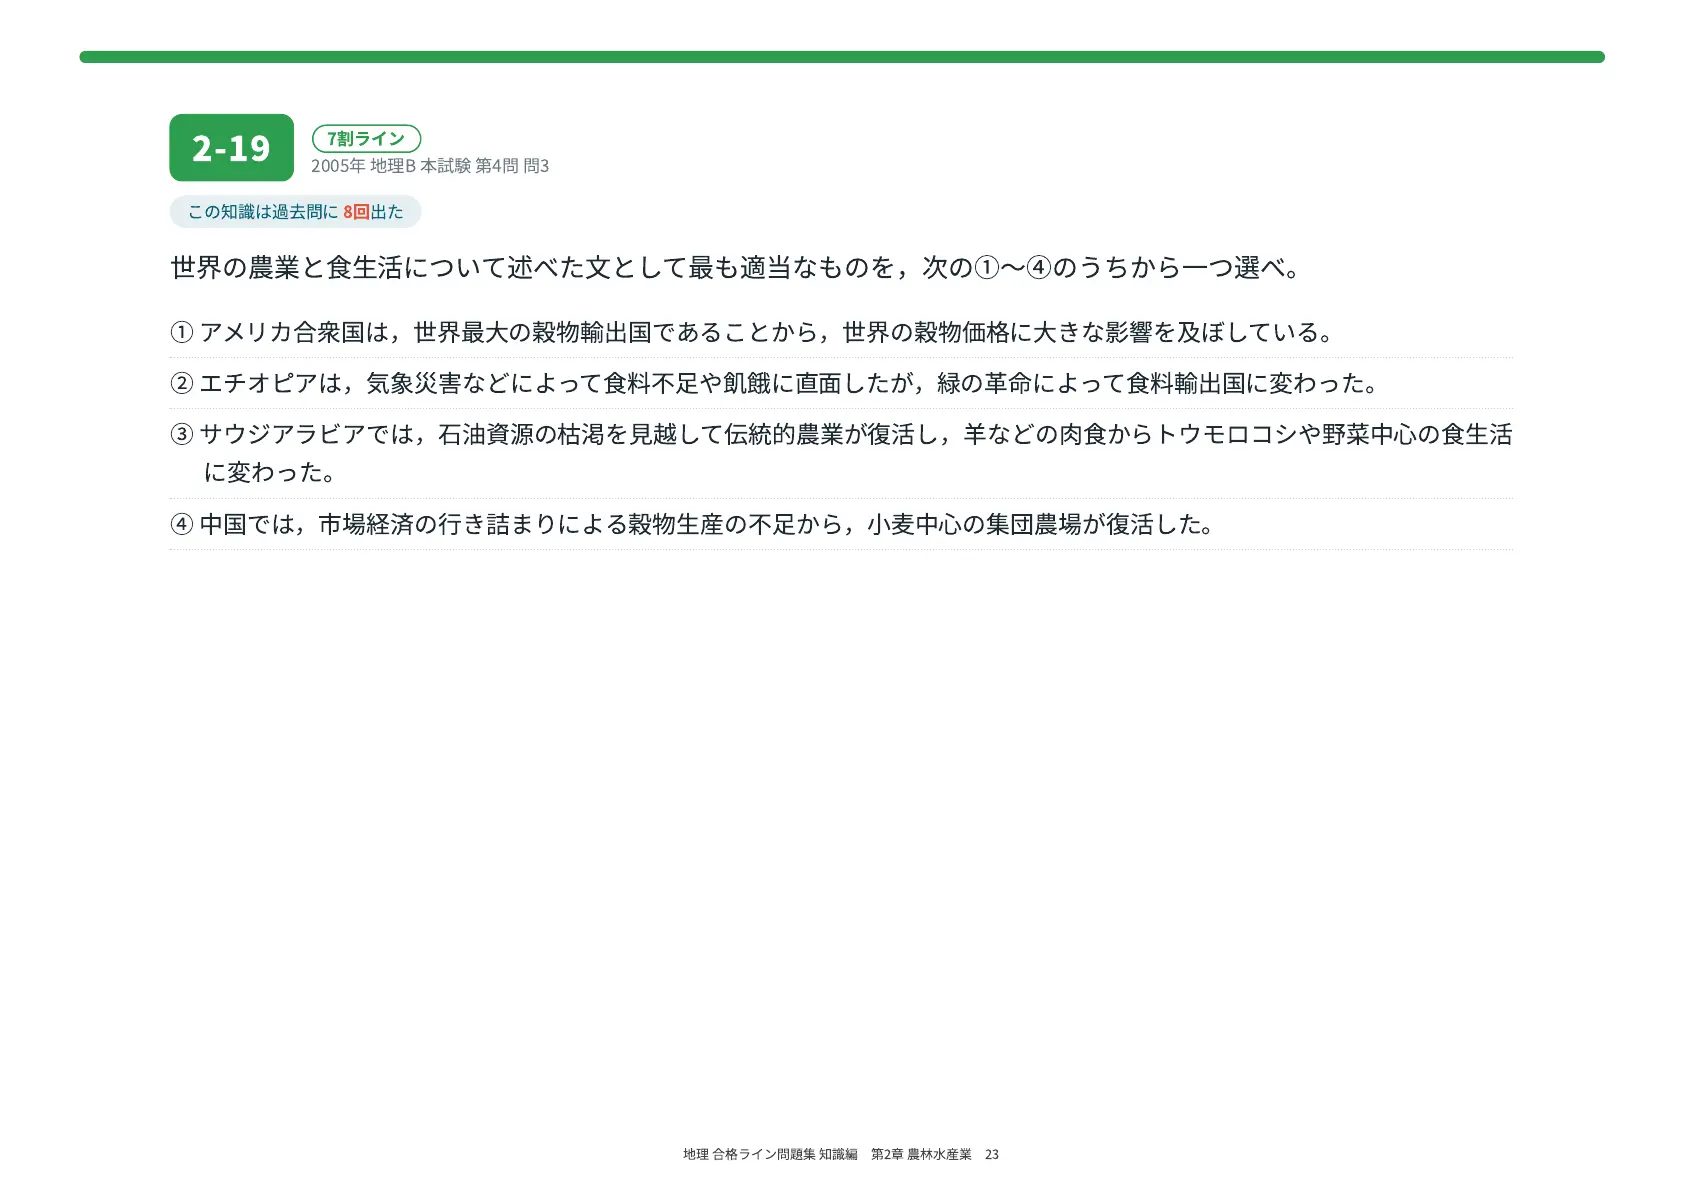 2-19
7割ライン
2005年 地理B 本試験 第4問 問3
この知識は過去問に 8回出た
世界の農業と食生活について述べた文として最も適当なものを，次の①～④のうちから一つ選べ。
① アメリカ合衆国は，世界最大の穀物輸出国であることから，世界の穀物価格に大きな影響を及ぼしている。
② エチオピアは，気象災害などによって食料不足や飢餓に直面したが，緑の革命によって食料輸出国に変わった。
③ サウジアラビアでは，石油資源の枯渇を見越して伝統的農業が復活し，羊などの肉食からトウモロコシや野菜中心の食生活
に変わった。
④ 中国では，市場経済の行き詰まりによる穀物生産の不足から，小麦中心の集団農場が復活した。
地理 合格ライン問題集 知識編　第2章 農林水産業　23